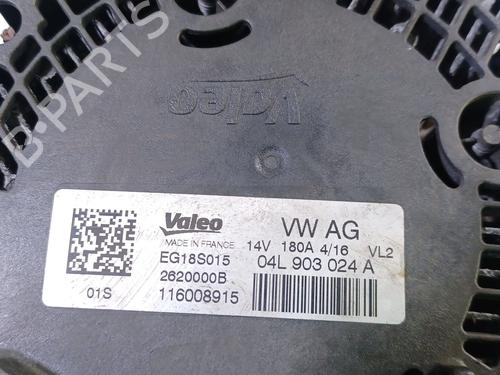 B-PARTS
Valeo
Valeo VW AG
MADE IN FRANCE 14V 180A 4/16 VL2
EG18S015 04L 903 024 A
2620000B
01S 116008915